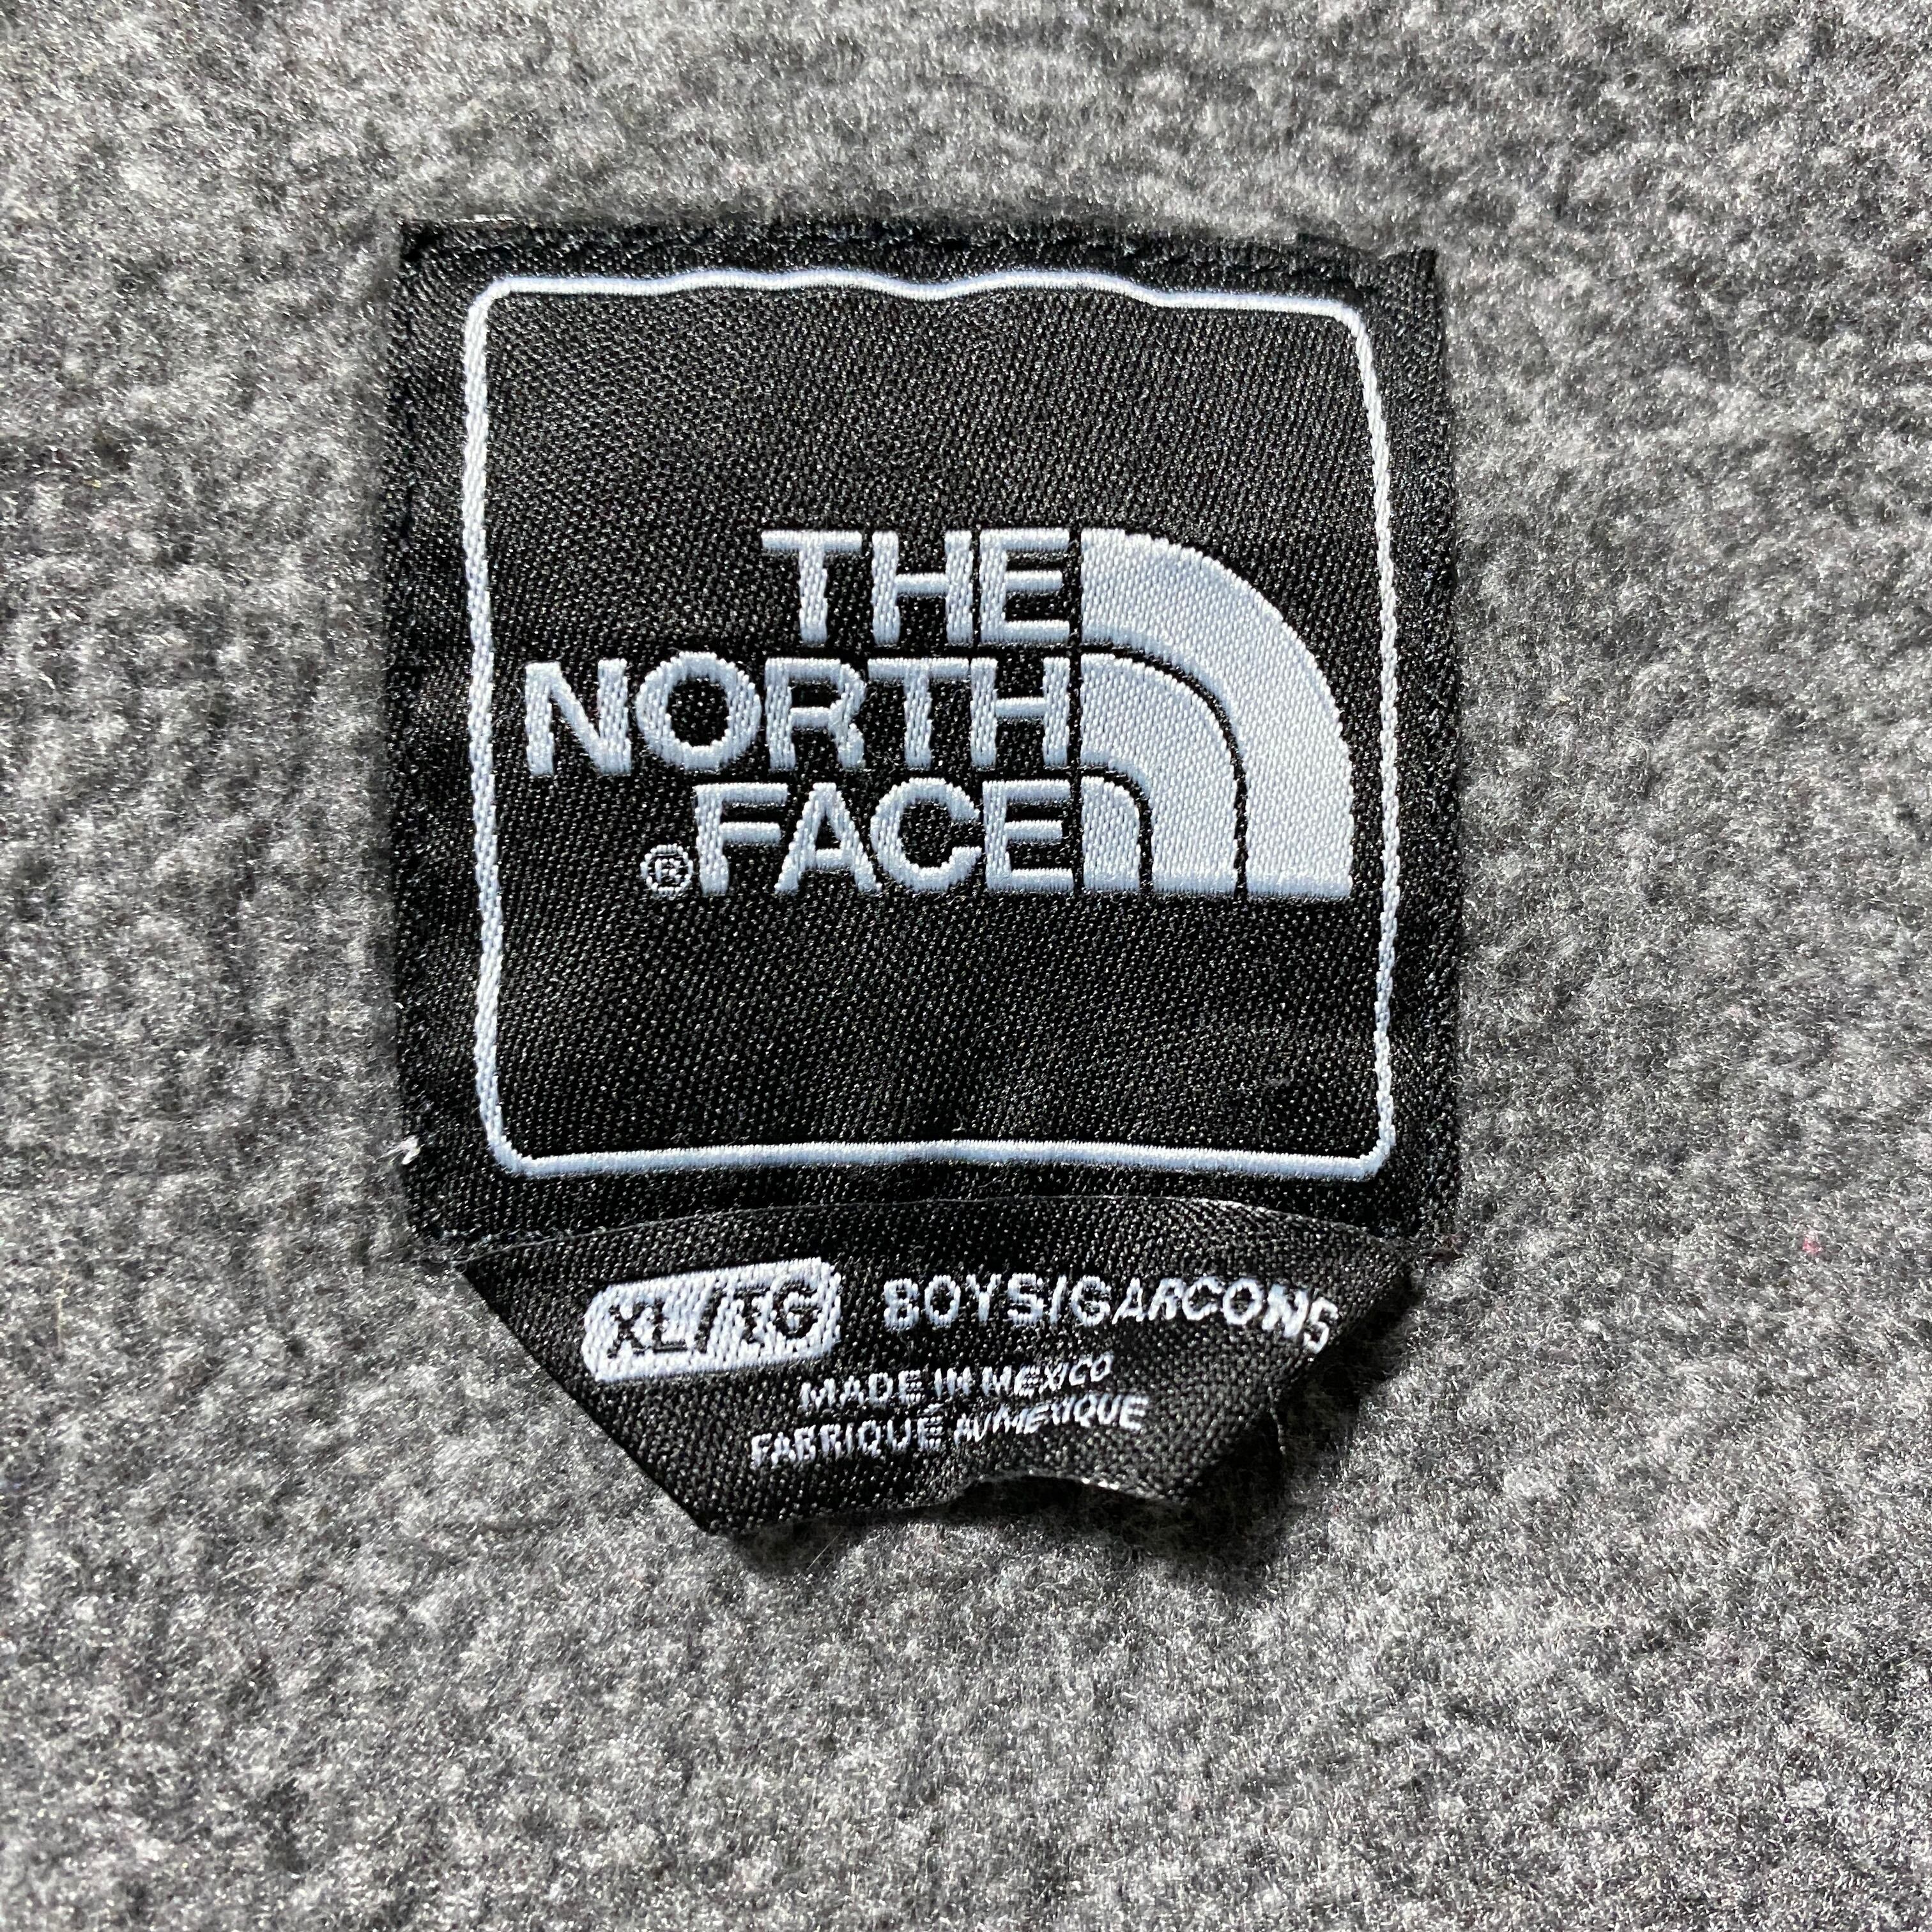 THE
NORTH
® FACE
XL/TG BOYS/GARCONS
MADE IN MEXICO
FABRIQUÉ AU MEXIQUE